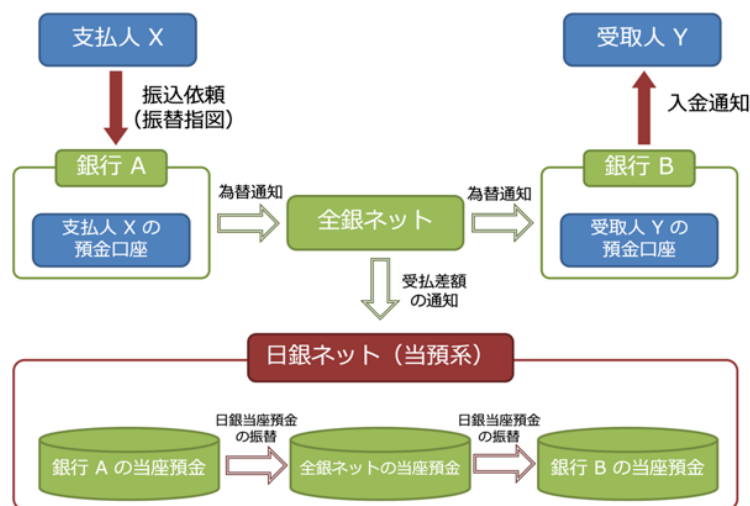 支払人 X
受取人 Y
振込依頼
（振替指図）
入金通知
銀行 A
銀行 B
為替通知
為替通知
支払人 X の
預金口座
全銀ネット
受取人 Y の
預金口座
受払差額
の通知
日銀ネット（当預系）
日銀当座預金
の振替
日銀当座預金
の振替
銀行 A の当座預金
全銀ネットの当座預金
銀行 B の当座預金